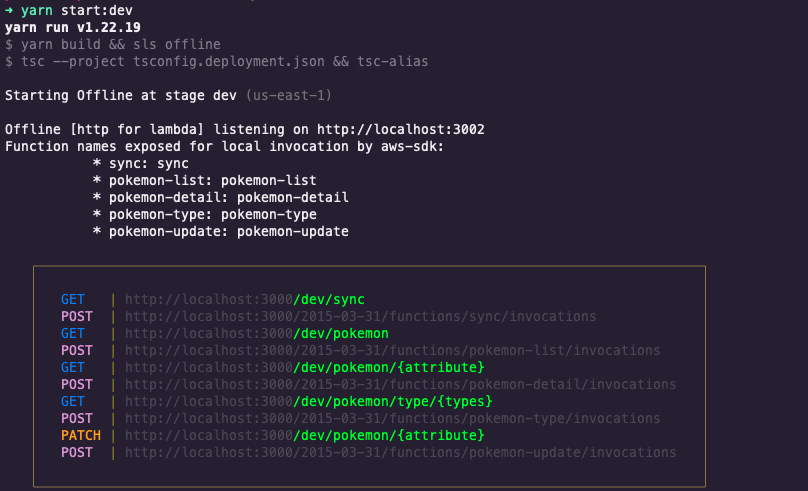 → yarn start:dev
yarn run v1.22.19
$ yarn build && sls offline
$ tsc --project tsconfig.deployment.json && tsc-alias
Starting Offline at stage dev (us-east-1)
Offline [http for lambda] listening on http://localhost:3002
Function names exposed for local invocation by aws-sdk:
* sync: sync
* pokemon-list: pokemon-list
* pokemon-detail: pokemon-detail
* pokemon-type: pokemon-type
* pokemon-update: pokemon-update
GET | http://localhost:3000/dev/sync
POST | http://localhost:3000/2015-03-31/functions/sync/invocations
GET | http://localhost:3000/dev/pokemon
POST | http://localhost:3000/2015-03-31/functions/pokemon-list/invocations
GET | http://localhost:3000/dev/pokemon/{attribute}
POST | http://localhost:3000/2015-03-31/functions/pokemon-detail/invocations
GET | http://localhost:3000/dev/pokemon/type/{types}
POST | http://localhost:3000/2015-03-31/functions/pokemon-type/invocations
PATCH | http://localhost:3000/dev/pokemon/{attribute}
POST | http://localhost:3000/2015-03-31/functions/pokemon-update/invocations